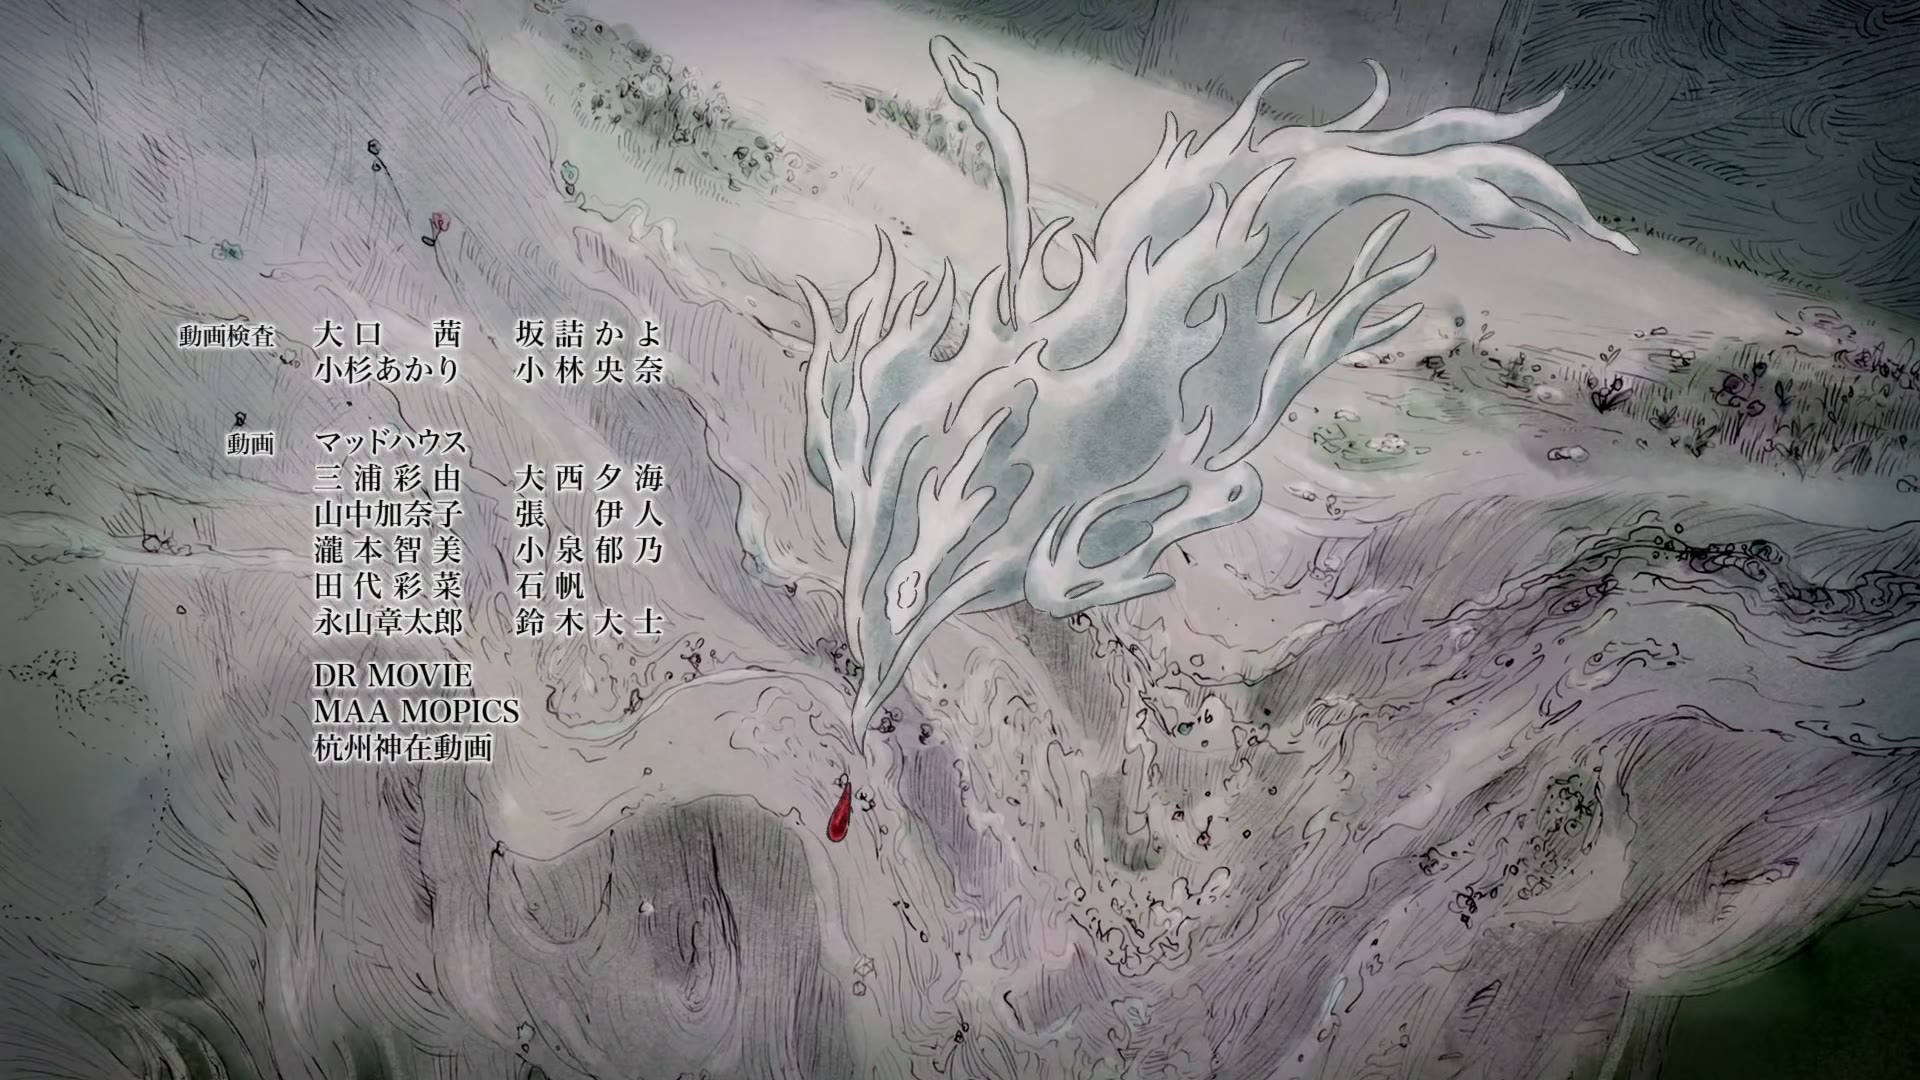 動画検査 大口 茜 坂詰かよ
小杉あかり 小林央奈
動画 マッドハウス
三浦彩由 大西夕海
山中加奈子 張 伊人
瀧本智美 小泉郁乃
田代彩菜 石帆
永山章太郎 鈴木大士
DR MOVIE
MAA MOPICS
杭州神在動画